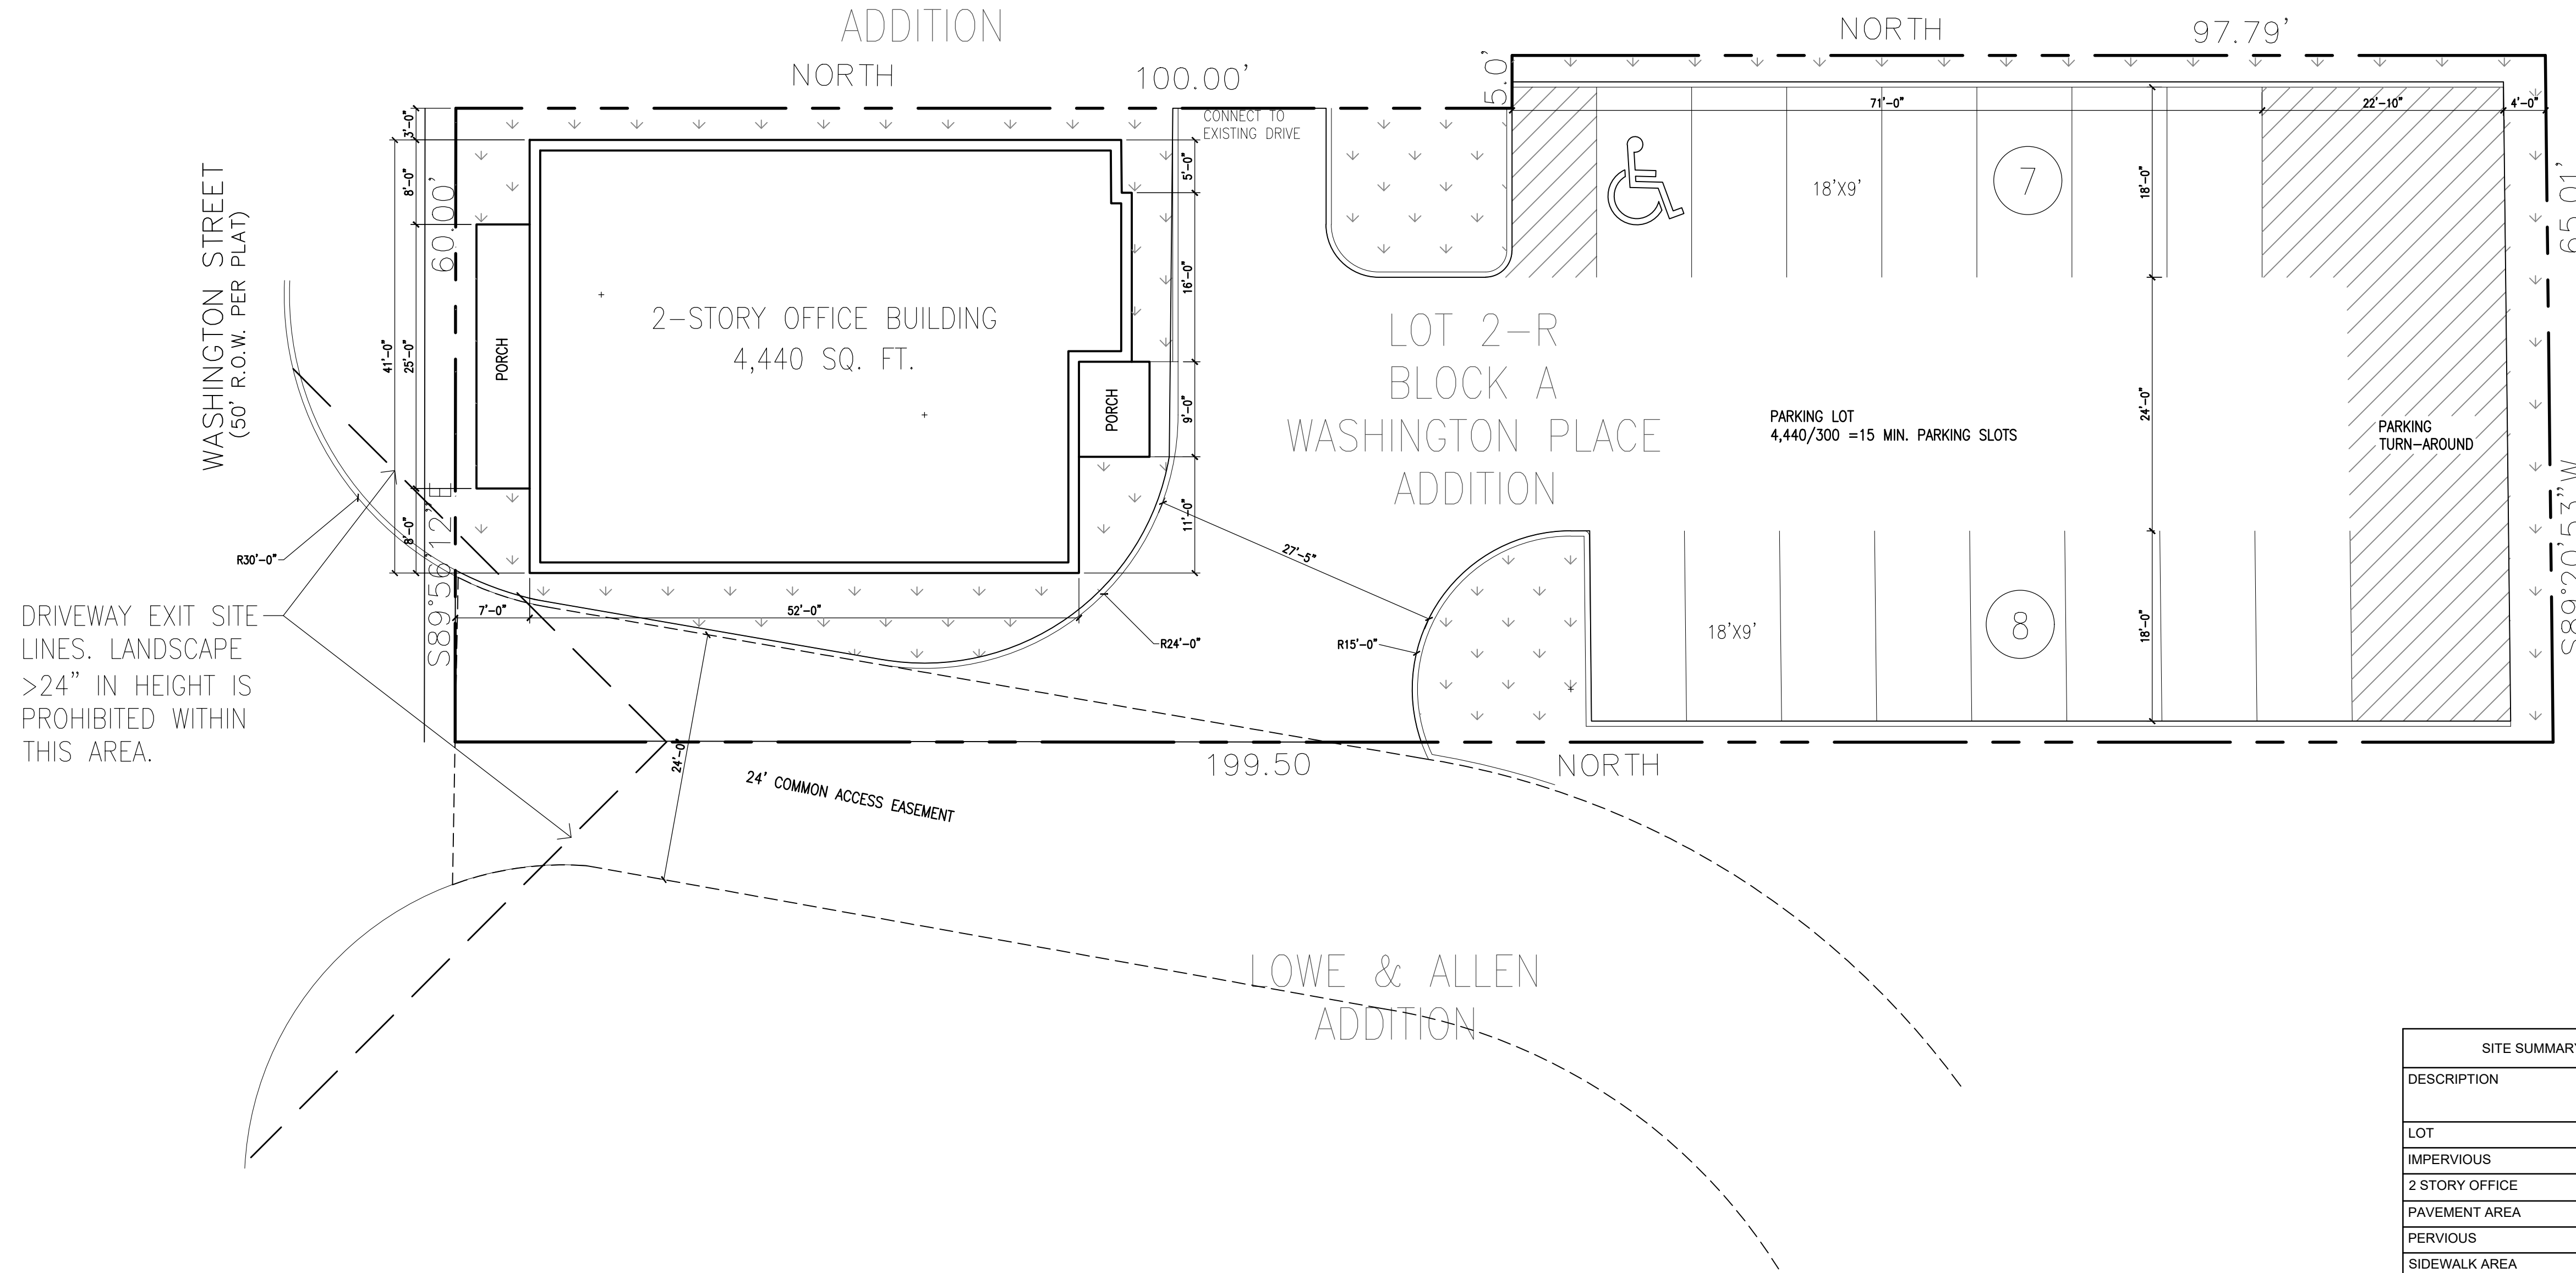 ADDITION
NORTH
100.00'
NORTH
97.79'
5.0'
CONNECT TO
EXISTING DRIVE
71'-0"
22'-10"
4'-0"
3'-0"
8'-0"
5'-0"
WASHINGTON STREET
(50' R.O.W. PER PLAT)
60.00'
18'X9'
7
18'-0"
65.01'
41'-0"
25'-0"
PORCH
2-STORY OFFICE BUILDING
4,440 SQ. FT.
16'-0"
LOT 2-R
BLOCK A
WASHINGTON PLACE
ADDITION
PORCH
9'-0"
PARKING LOT
4,440/300 =15 MIN. PARKING SLOTS
24'-0"
PARKING
TURN-AROUND
8'-0"
S89°56'12"E
11'-0"
27'-5"
R30'-0"
S89°20'53"W
DRIVEWAY EXIT SITE
LINES. LANDSCAPE
>24" IN HEIGHT IS
PROHIBITED WITHIN
THIS AREA.
7'-0"
52'-0"
R24'-0"
R15'-0"
18'X9'
8
18'-0"
24'-0"
199.50
NORTH
24' COMMON ACCESS EASEMENT
LOWE & ALLEN
ADDITION
SITE SUMMARY
DESCRIPTION
LOT
IMPERVIOUS
2 STORY OFFICE
PAVEMENT AREA
PERVIOUS
SIDEWALK AREA